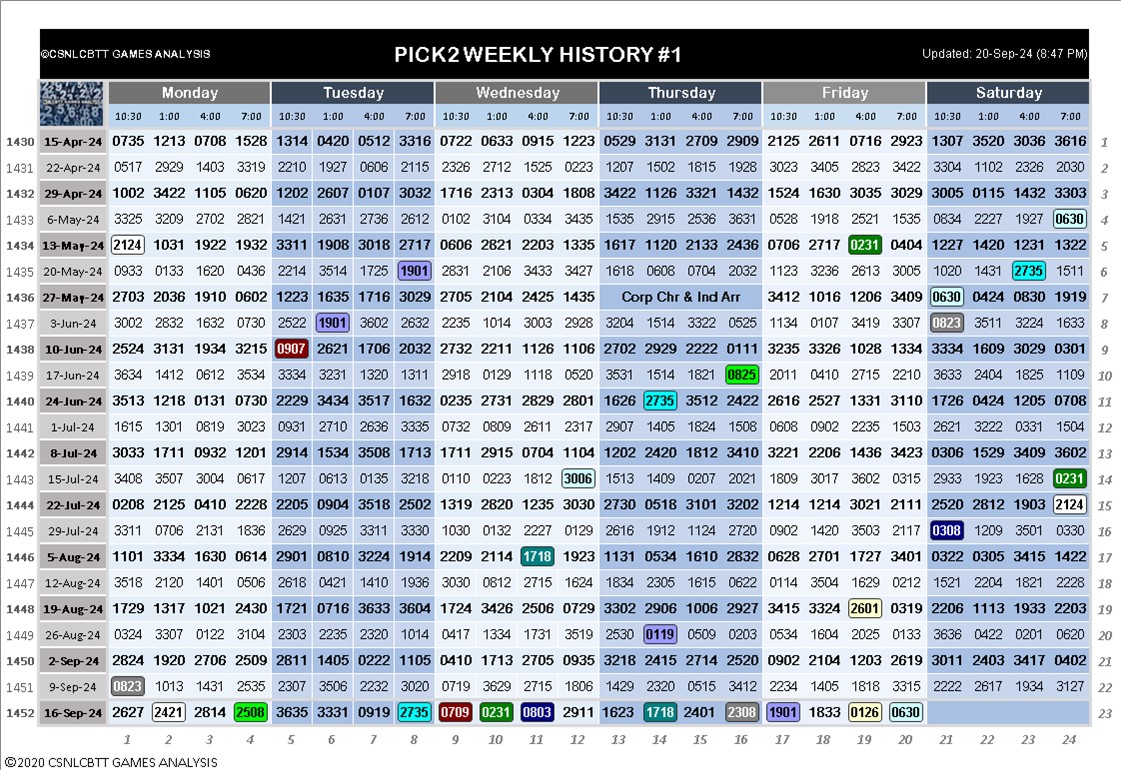 ©CSNLCBTT GAMES ANALYSIS PICK2 WEEKLY HISTORY #1 Updated: 20-Sep-24 (8:47 PM)
Monday Tuesday Wednesday Thursday Friday Saturday
10:30 1:00 4:00 7:00 10:30 1:00 4:00 8:00 10:30 1:00 4:00 7:00 10:30 1:00 4:00 7:00 10:30 1:00 4:00 7:00 10:30 1:00 4:00 7:00
1430 15-Apr-24 0735 1213 0708 1528 1314 0420 0512 3316 0722 0633 0915 1223 0529 3131 2709 2909 2125 2611 0716 2923 1307 3520 3036 3616 1
1431 22-Apr-24 0517 2929 1403 3319 2210 1927 0606 2115 2326 2712 1525 0223 1207 1502 1815 1928 3023 3405 2823 3422 3304 1102 2326 2030 2
1432 29-Apr-24 1002 3422 1105 0620 1202 2607 0107 3032 1716 2313 0304 1808 3422 1126 3321 1432 1524 1630 3035 3029 3005 0115 1432 3303 3
1433 6-May-24 3325 3209 2702 2821 1421 2631 2736 2612 0102 3104 0334 3435 1535 2915 2536 3631 0528 1918 2521 1535 0834 2227 1927 0630 4
1434 13-May-24 2124 1031 1922 1932 3311 1908 3018 2717 0606 2821 2203 1335 1617 1120 2133 2436 0706 2717 0231 0404 1227 1420 1231 1322 5
1435 20-May-24 0933 0133 1620 0436 2214 3514 1725 1901 2831 2106 3433 3427 1618 0608 0704 2032 1123 3236 2613 3005 1020 1431 2735 1511 6
1436 27-May-24 2703 2036 1910 0602 1223 1635 1716 3029 2705 2104 2425 1435 Corp Chr & Ind Arr 3412 1016 1206 3409 0630 0424 0830 1919 7
1437 3-Jun-24 3002 2832 1632 0730 2522 1901 3602 2632 2235 1014 3003 2928 3204 1514 3322 0525 1134 0107 3419 3307 0823 3511 3224 1633 8
1438 10-Jun-24 2524 3131 1934 3215 0907 2621 1706 2032 2732 2211 1126 1106 2702 2929 2222 0111 3235 3326 1028 1334 3334 1609 3029 0301 9
1439 17-Jun-24 3634 1412 0612 3534 3334 3231 1320 1311 2918 0129 1118 0520 3531 1514 1821 0825 2011 0410 2715 2210 3633 2404 1825 1109 10
1440 24-Jun-24 3513 1218 0131 0730 2229 3434 3517 1632 0235 2731 2829 2801 1626 2735 3512 2422 2616 2527 1331 3110 1726 0424 1205 0708 11
1441 1-Jul-24 1615 1301 0819 3023 0931 2710 2636 3335 0732 0809 2611 2317 2907 1405 1824 1508 0608 0902 2235 1503 2621 3222 0331 1504 12
1442 8-Jul-24 3033 1711 0932 1201 2914 1534 3508 1713 1711 2915 0704 1104 1202 2420 1812 3410 3221 2206 1436 3423 0306 1529 3409 3602 13
1443 15-Jul-24 3408 3507 3004 0617 1207 0613 0135 3218 0110 0223 1812 3006 1513 1409 0207 2021 1809 3017 3602 0315 2933 1923 1628 0231 14
1444 22-Jul-24 0208 2125 0410 2228 2205 0904 3518 2502 1319 2820 1235 3030 2730 0518 3101 3202 1214 1214 3021 2111 2520 2812 1903 2124 15
1445 29-Jul-24 3311 0706 2131 1836 2629 0925 3311 3330 1030 0132 2227 0129 2616 1912 1124 2720 0902 1420 3503 2117 0308 1209 3501 0330 16
1446 5-Aug-24 1101 3334 1630 0614 2901 0810 3224 1914 2209 2114 1718 1923 1131 0534 1610 2832 0628 2701 1727 3401 0322 0305 3415 1422 17
1447 12-Aug-24 3518 2120 1401 0506 2618 0421 1410 1936 3030 0812 2715 1624 1834 2305 1615 0622 0114 3504 1629 0212 1521 2204 1821 2228 18
1448 19-Aug-24 1729 1317 1021 2430 1721 0716 3633 3604 1724 3426 2506 0729 3302 2906 1006 2927 3415 3324 2601 0319 2206 1113 1933 2203 19
1449 26-Aug-24 0324 3307 0122 3104 2303 2235 2320 1014 0417 1334 1731 3519 2530 0119 0509 0203 0534 1604 2025 0133 3636 0422 0201 0620 20
1450 2-Sep-24 2824 1920 2706 2509 2811 1405 0222 1105 0410 1713 2705 0935 3218 2415 2714 2520 0902 2104 1203 2619 3011 2403 3417 0402 21
1451 9-Sep-24 0823 1013 1431 2535 2307 3506 2232 3020 0719 3629 2715 1806 1429 2320 0515 3412 2234 1405 1818 3315 2222 2617 1934 3127 22
1452 16-Sep-24 2627 2421 2814 2508 3635 3331 0919 2735 0709 0231 0803 2911 1623 1718 2401 2308 1901 1833 0126 0630 23
1 2 3 4 5 6 7 8 9 10 11 12 13 14 15 16 17 18 19 20 21 22 23 24
©2020 CSNLCBTT GAMES ANALYSIS